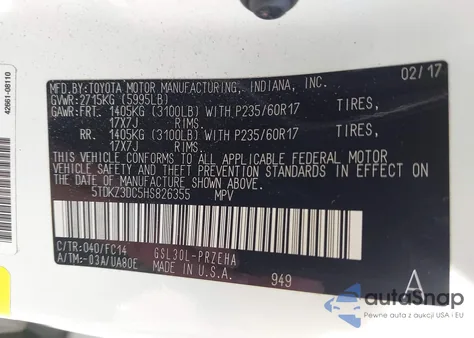 42661-08110
MFD.BY:TOYOTA MOTOR MANUFACTURING, INDIANA, INC. 02/17
GVWR:2715KG (5995LB)
GAWR:FRT. 1405KG (3100LB) WITH P235/60R17 TIRES,
17X7J RIMS.
RR. 1405KG (3100LB) WITH P235/60R17 TIRES,
17X7J RIMS.
THIS VEHICLE CONFORMS TO ALL APPLICABLE FEDERAL MOTOR
VEHICLE SAFETY AND THEFT PREVENTION STANDARDS IN EFFECT ON
THE DATE OF MANUFACTURE SHOWN ABOVE.
5TDKZ3DC5HS826355 MPV
C/TR:040/FC14 GSL30L-PRZEHA
A/TM:-03A/UA80E MADE IN U.S.A. 949 A
autoSnap
Pewne auta z aukcji USA i EU